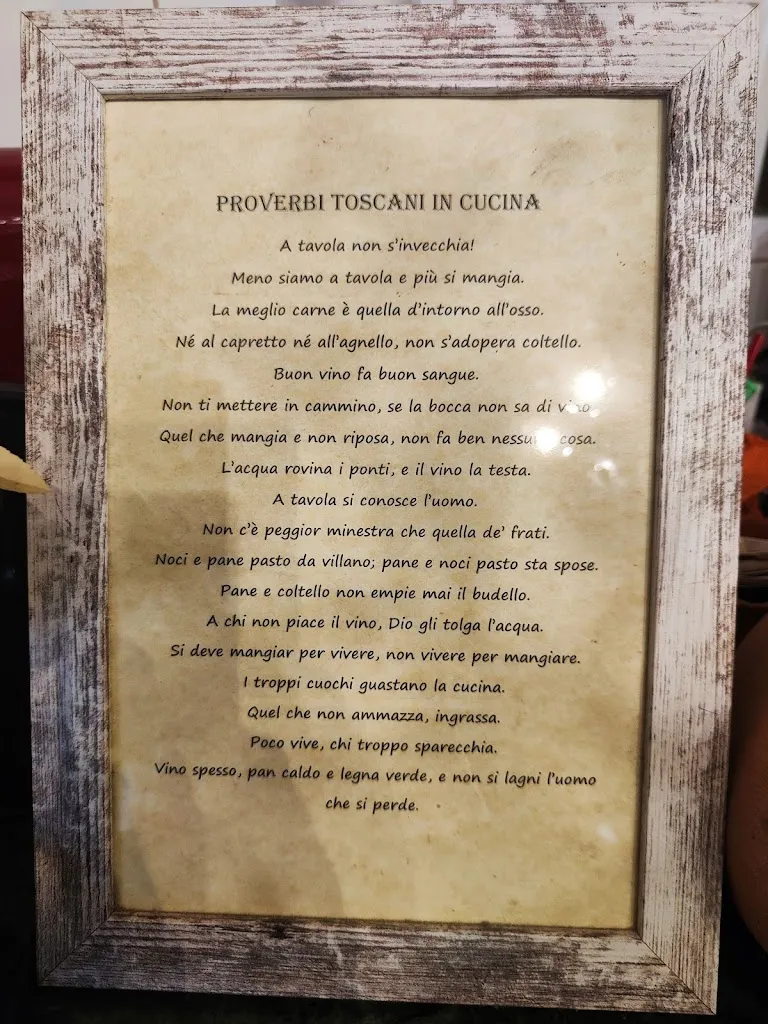 PROVERBI TOSCANI IN CUCINA
A tavola non s'invecchia!
Meno siamo a tavola e più si mangia.
La meglio carne è quella d'intorno all'osso.
Né al capretto né all'agnello, non s'adopera coltello.
Buon vino fa buon sangue.
Non ti mettere in cammino, se la bocca non sa di vino
Quel che mangia e non riposa, non fa ben nessuna cosa.
L'acqua rovina i ponti, e il vino la testa.
A tavola si conosce l'uomo.
Non c'è peggior minestra che quella de' frati.
Noci e pane pasto da villano; pane e noci pasto sta spose.
Pane e coltello non empie mai il budello.
A chi non piace il vino, Dio gli tolga l'acqua.
Si deve mangiar per vivere, non vivere per mangiare.
I troppi cuochi guastano la cucina.
Quel che non ammazza, ingrassa.
Poco vive, chi troppo sparecchia.
Vino spesso, pan caldo e legna verde, e non si lagni l'uomo
che si perde.